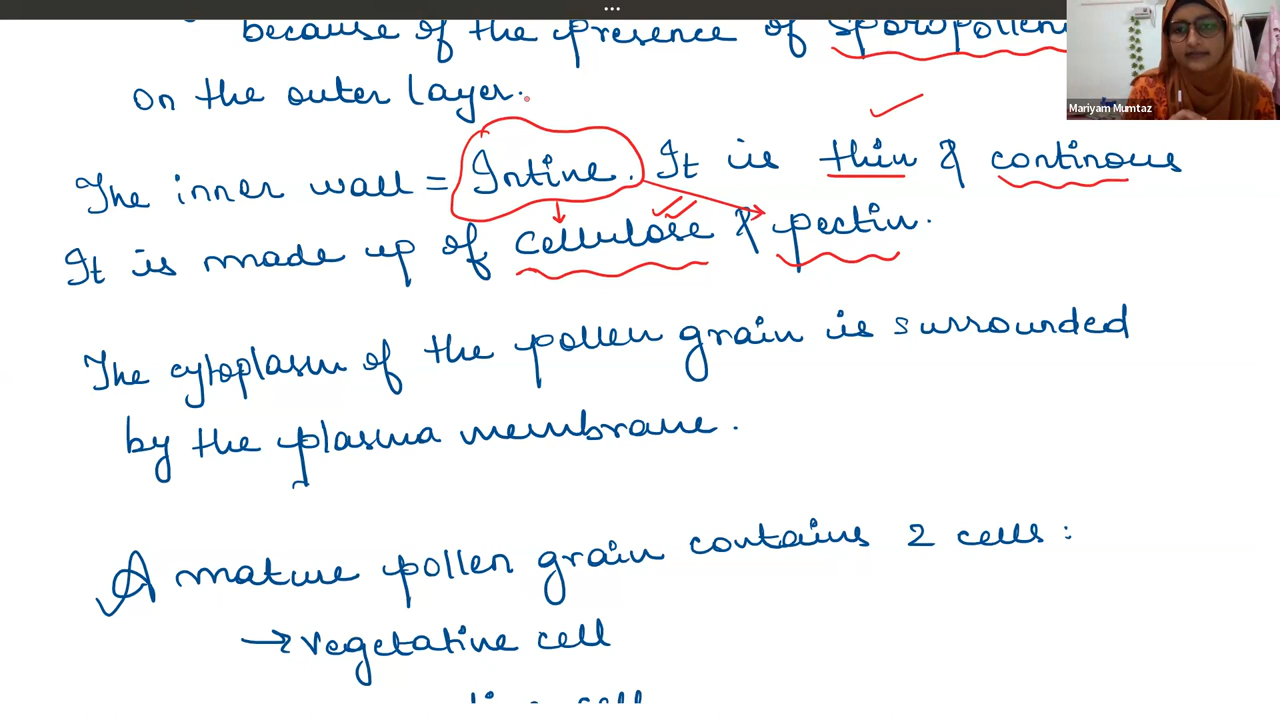 because of the presence of sporopolleni
on the outer layer.
The inner wall = Intine. It is thin & continous
It is made up of cellulose & pectin.
The cytoplasm of the pollen grain is surrounded
by the plasma membrane.
A mature pollen grain contains 2 cells:
→ vegetative cell
cell
Mariyam Mumtaz